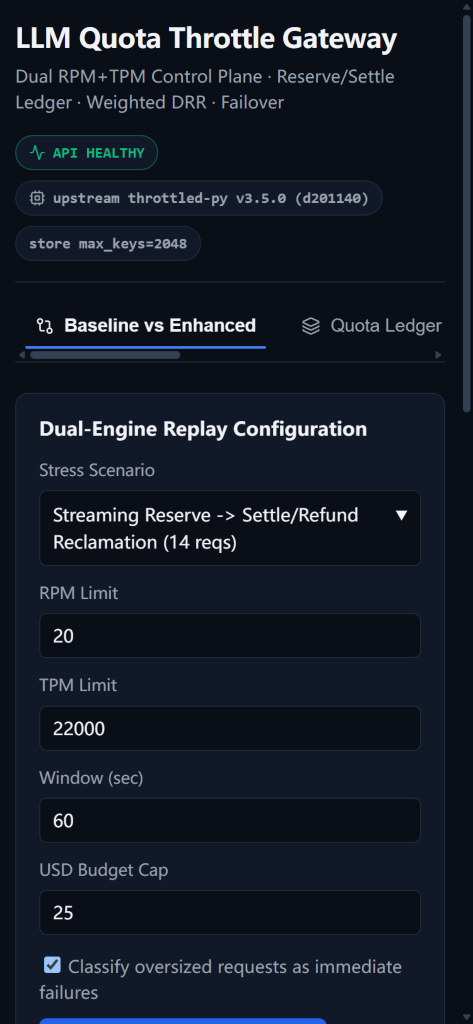 LLM Quota Throttle Gateway
Dual RPM+TPM Control Plane · Reserve/Settle
Ledger · Weighted DRR · Failover
API HEALTHY
upstream throttled-py v3.5.0 (d201140)
store max_keys=2048
Baseline vs Enhanced
Quota Ledger
Dual-Engine Replay Configuration
Stress Scenario
Streaming Reserve -> Settle/Refund
Reclamation (14 reqs)
RPM Limit
20
TPM Limit
22000
Window (sec)
60
USD Budget Cap
25
Classify oversized requests as immediate
failures